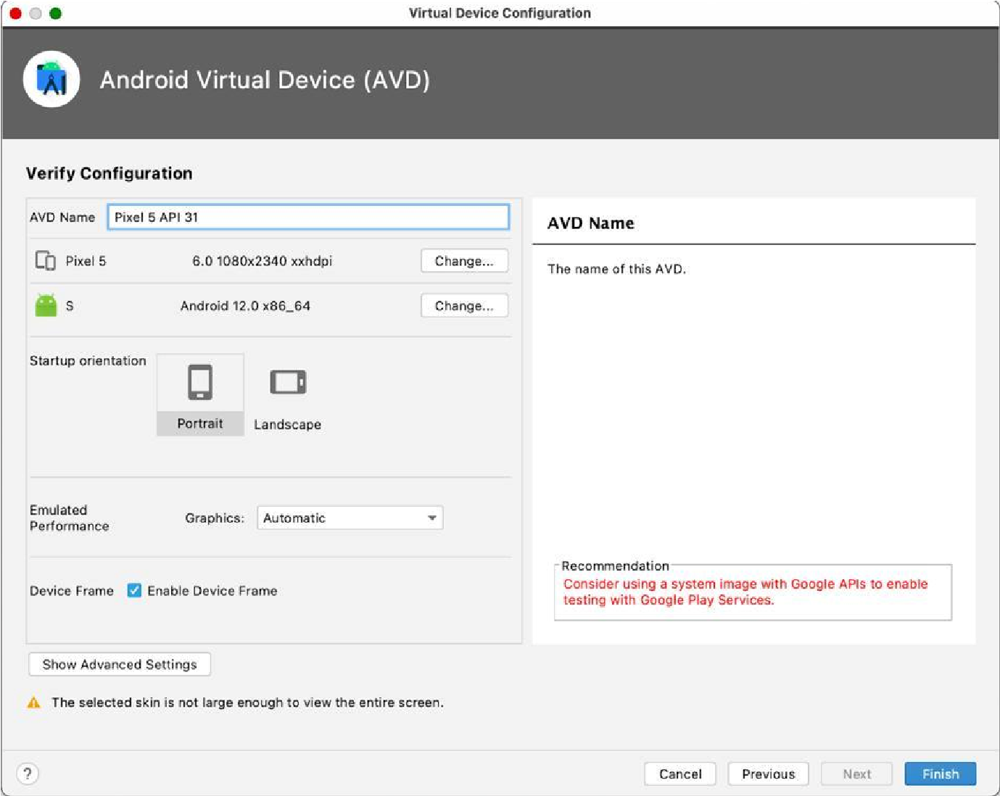 Virtual Device Configuration
Android Virtual Device (AVD)
Verify Configuration
AVD Name Pixel 5 API 31
Pixel 5 6.0 1080x2340 xxhdpi Change...
S Android 12.0 x86_64 Change...
Startup orientation
Portrait Landscape
Emulated
Performance
Graphics: Automatic
Device Frame Enable Device Frame
AVD Name
The name of this AVD.
Recommendation
Consider using a system image with Google APIs to enable
testing with Google Play Services.
Show Advanced Settings
The selected skin is not large enough to view the entire screen.
? Cancel Previous Next Finish